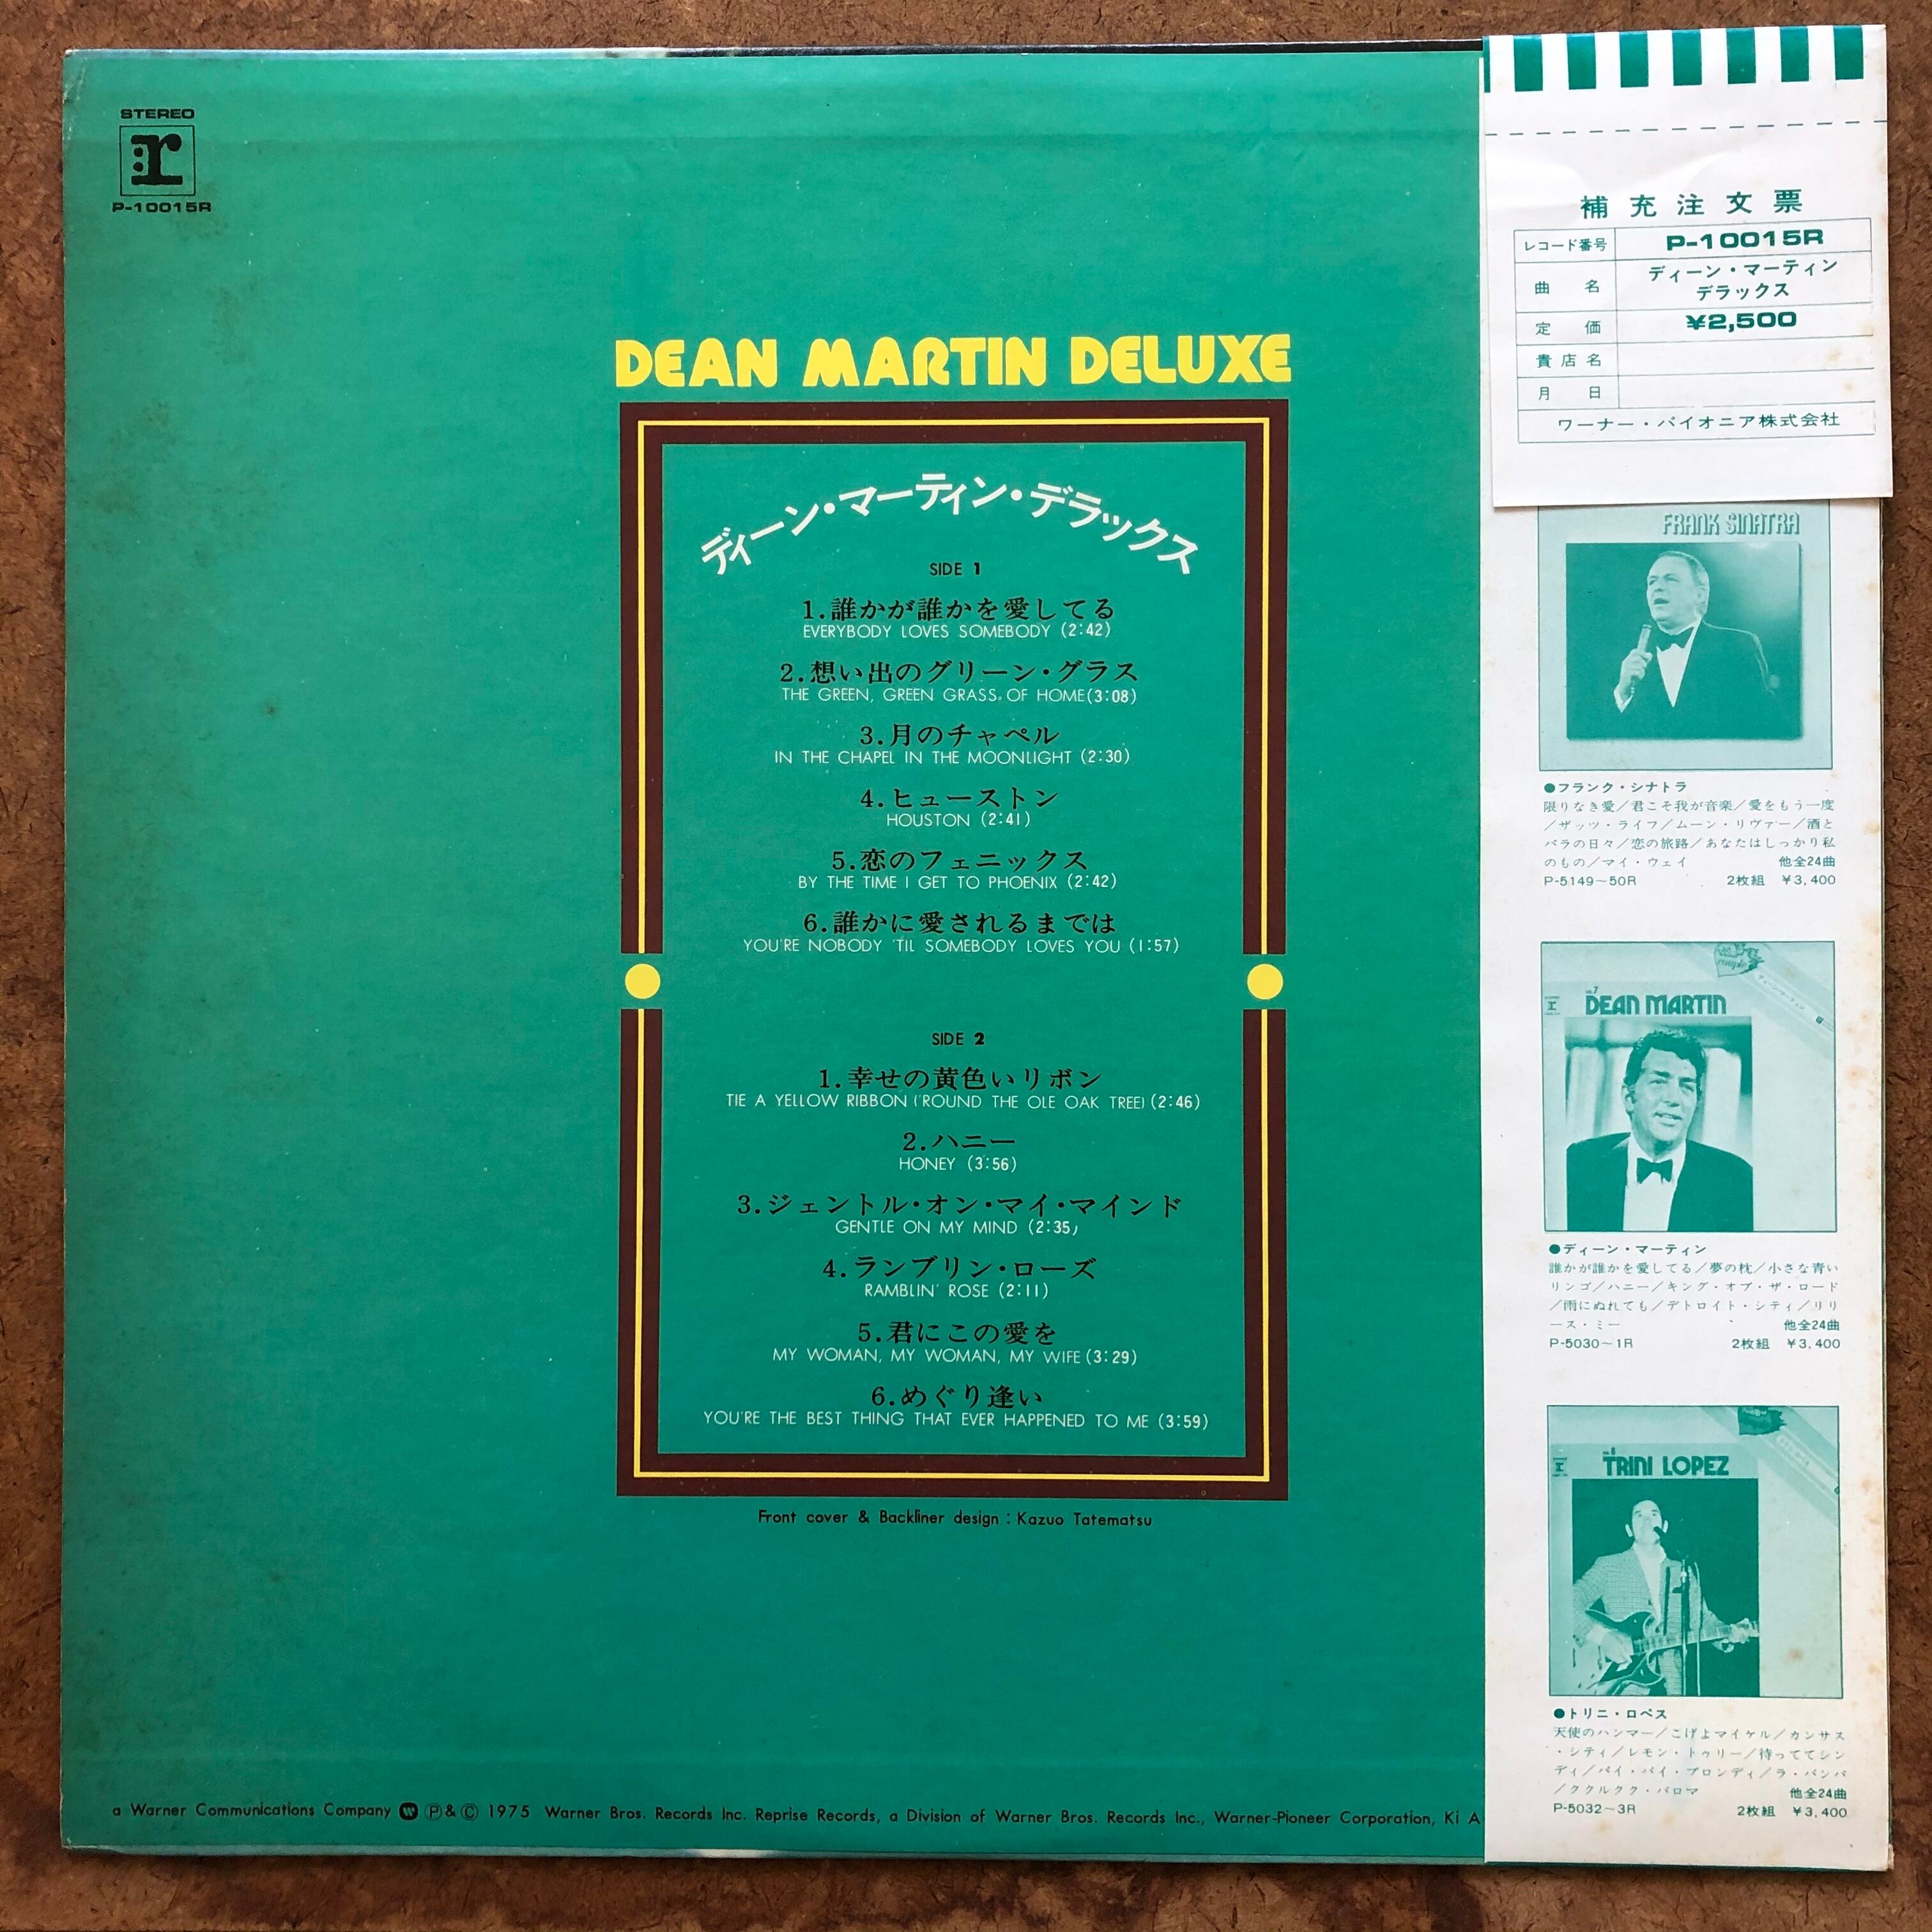 STEREO
r
P-10015R
DEAN MARTIN DELUXE
ディーン・マーティン・デラックス
SIDE 1
1.誰かが誰かを愛してる
EVERYBODY LOVES SOMEBODY (2:42)
2.想い出のグリーン・グラス
THE GREEN, GREEN GRASS OF HOME(3:08)
3.月のチャペル
IN THE CHAPEL IN THE MOONLIGHT (2:30)
4.ヒューストン
HOUSTON (2:41)
5.恋のフェニックス
BY THE TIME I GET TO PHOENIX (2:42)
6.誰かに愛されるまでは
YOU'RE NOBODY 'TIL SOMEBODY LOVES YOU (1:57)
SIDE 2
1.幸せの黄色いリボン
TIE A YELLOW RIBBON ('ROUND THE OLE OAK TREE) (2:46)
2.ハニー
HONEY (3:56)
3.ジェントル・オン・マイ・マインド
GENTLE ON MY MIND (2:35)
4.ランブリン・ローズ
RAMBLIN' ROSE (2:11)
5.君にこの愛を
MY WOMAN, MY WOMAN, MY WIFE (3:29)
6.めぐり逢い
YOU'RE THE BEST THING THAT EVER HAPPENED TO ME (3:59)
Front cover & Backliner design : Kazuo Tatematsu
a Warner Communications Company Ⓟ&Ⓒ 1975 Warner Bros. Records Inc. Reprise Records, a Division of Warner Bros. Records Inc., Warner-Pioneer Corporation, Ki A
補充注文票
レコード番号 P-10015R
曲名 ディーン・マーティン
デラックス
定価 ¥2,500
貴店名
月日
ワーナー・パイオニア株式会社
FRANK SINATRA
●フランク・シナトラ
限りなき愛/君こそ我が音楽/愛をもう一度
/ザッツ・ライフ/ムーン・リヴァー/酒と
バラの日々/恋の旅路/あなたはしっかり私
のもの/マイ・ウェイ 他全24曲
P-5149~50R 2枚組 ¥3,400
DEAN MARTIN
●ディーン・マーティン
誰かが誰かを愛してる/夢の枕/小さな青い
リンゴ/ハニー/キング・オブ・ザ・ロード
/雨にぬれても/デトロイト・シティ/リリ
ース・ミー 他全24曲
P-5030~1R 2枚組 ¥3,400
TRINI LOPEZ
●トリニ・ロペス
天使のハンマー/こげよマイケル/カンサス
・シティ/レモン・トゥリー/待っててシン
ディ/バイ・バイ・ブロンディ/ラ・バンバ
/ククルクク・パロマ 他全24曲
P-5032~3R 2枚組 ¥3,400